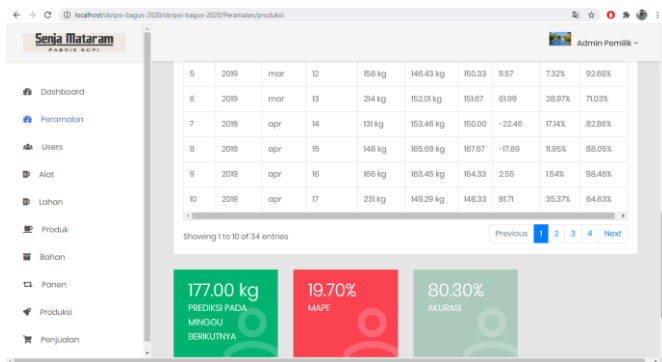 localhost/skripsi-bagus-2020/skripsi-bagus-2020/Peramalan/produksi
Senja Mataram
PABRIK KOPI
Admin Pemilik
Dashboard
Peramalan
Users
Alat
Lahan
Produk
Bahan
Panen
Produksi
Penjualan
5 2019 mar 12 158 kg 146.43 kg 150.33 11.57 7.32% 92.68%
6 2019 mar 13 214 kg 152.01 kg 151.67 61.99 28.97% 71.03%
7 2019 apr 14 131 kg 153.46 kg 150.00 -22.46 17.14% 82.86%
8 2019 apr 15 148 kg 165.69 kg 167.67 -17.69 11.95% 88.05%
9 2019 apr 16 166 kg 163.45 kg 164.33 2.55 1.54% 98.46%
10 2019 apr 17 231 kg 149.29 kg 148.33 81.71 35.37% 64.63%
Showing 1 to 10 of 34 entries
Previous 1 2 3 4 Next
177.00 kg
PREDIKSI PADA
MINGGU
BERIKUTNYA
19.70%
MAPE
80.30%
AKURASI